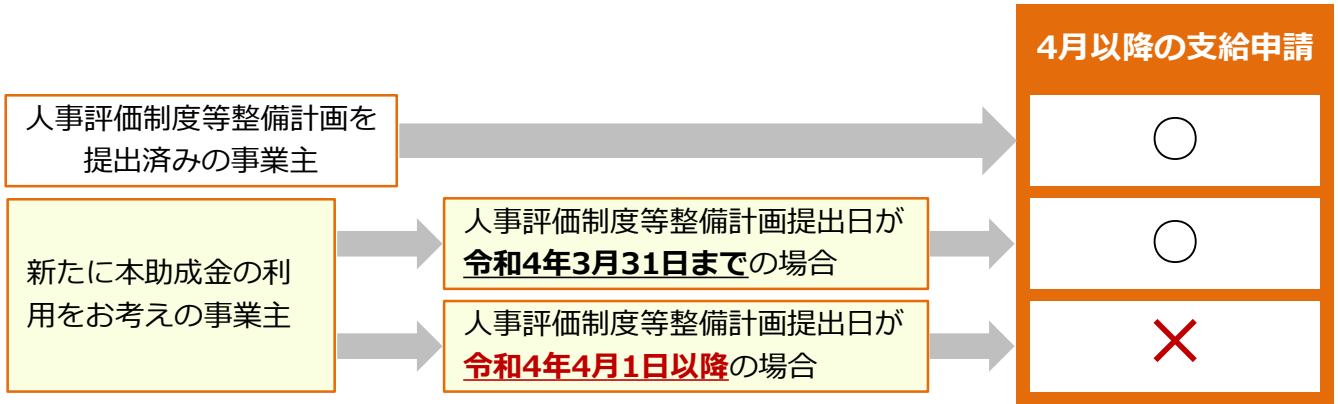 4月以降の支給申請
人事評価制度等整備計画を
提出済みの事業主
○
新たに本助成金の利
用をお考えの事業主
人事評価制度等整備計画提出日が
令和4年3月31日までの場合
○
人事評価制度等整備計画提出日が
令和4年4月1日以降の場合
×